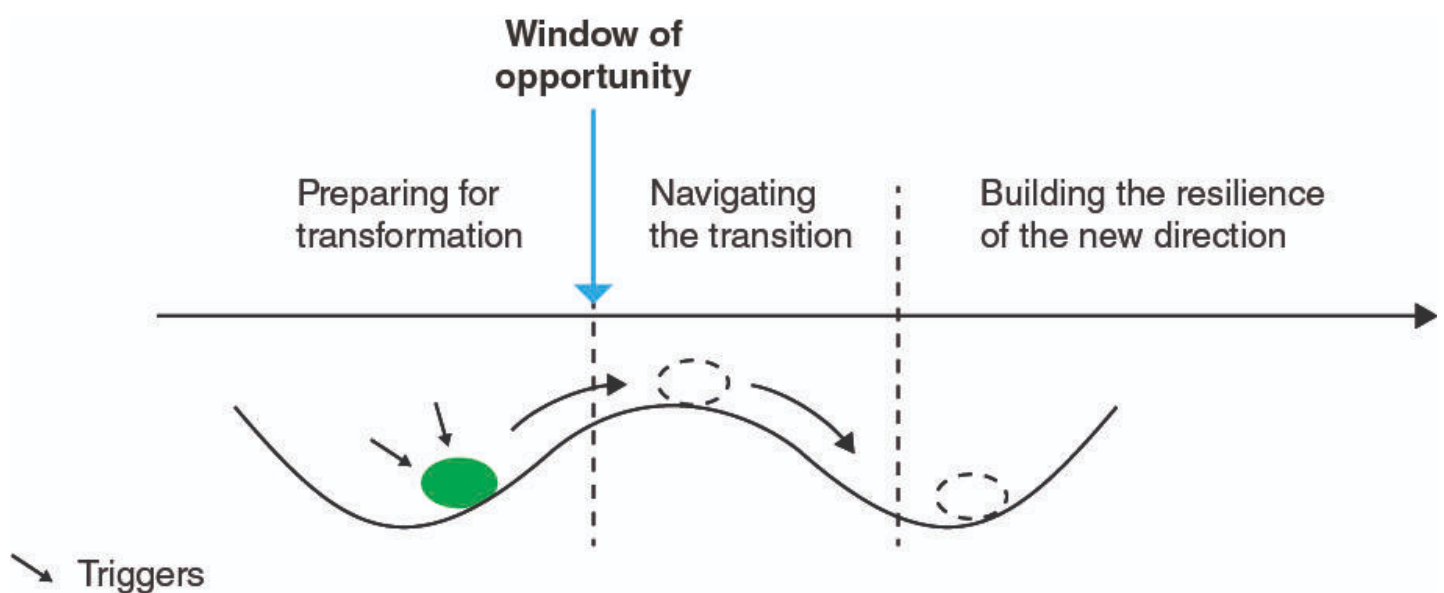 Window of
opportunity
Preparing for
transformation
Navigating
the transition
Building the resilience
of the new direction
Triggers